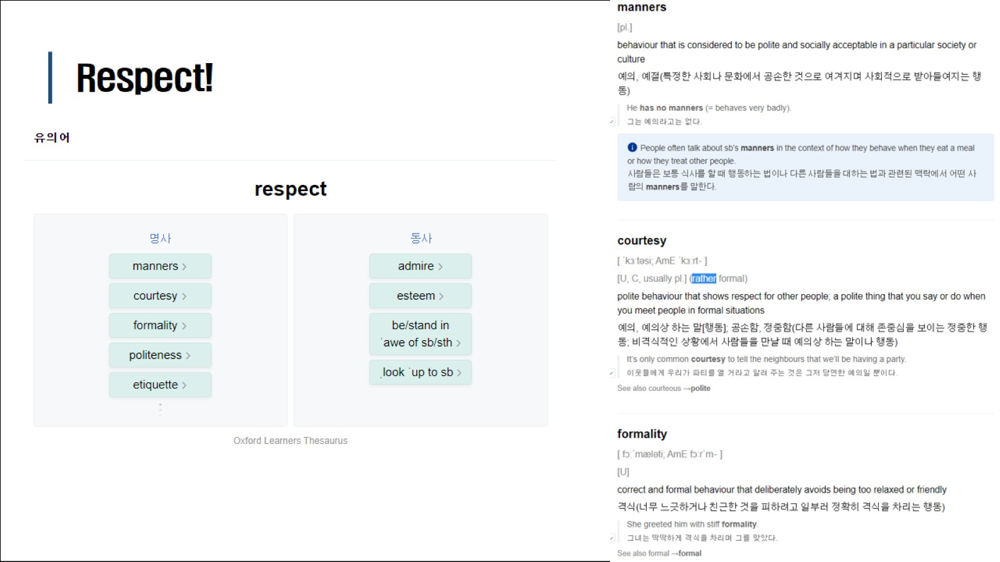 Respect!
유의어
respect
명사
manners >
courtesy >
formality >
politeness >
etiquette >
동사
admire >
esteem >
be/stand in
ˈawe of sb/sth >
ˌlook ˈup to sb >
Oxford Learners Thesaurus
manners
[pl.]
behaviour that is considered to be polite and socially acceptable in a particular society or
culture
예의, 예절(특정한 사회나 문화에서 공손한 것으로 여겨지며 사회적으로 받아들여지는 행
동)
He has no manners (= behaves very badly).
그는 예의라고는 없다.
People often talk about sb's manners in the context of how they behave when they eat a meal
or how they treat other people.
사람들은 보통 식사를 할 때 행동하는 법이나 다른 사람들을 대하는 법과 관련된 맥락에서 어떤 사
람의 manners를 말한다.
courtesy
[ ˈkɜːtəsi; AmE ˈkɜːrt- ]
[U, C, usually pl.] (rather formal)
polite behaviour that shows respect for other people; a polite thing that you say or do when
you meet people in formal situations
예의, 예의상 하는 말[행동]; 공손함, 정중함(다른 사람들에 대해 존중심을 보이는 정중한 행
동; 비격식적인 상황에서 사람들을 만날 때 예의상 하는 말이나 행동)
It's only common courtesy to tell the neighbours that we'll be having a party.
이웃들에게 우리가 파티를 열 거라고 알려 주는 것은 그저 당연한 예의일 뿐이다.
See also courteous →polite
formality
[ fɔːˈmæləti; AmE fɔːrˈm- ]
[U]
correct and formal behaviour that deliberately avoids being too relaxed or friendly
격식(너무 느긋하거나 친근한 것을 피하려고 일부러 정확히 격식을 차리는 행동)
She greeted him with stiff formality.
그녀는 딱딱하게 격식을 차리며 그를 맞았다.
See also formal →formal